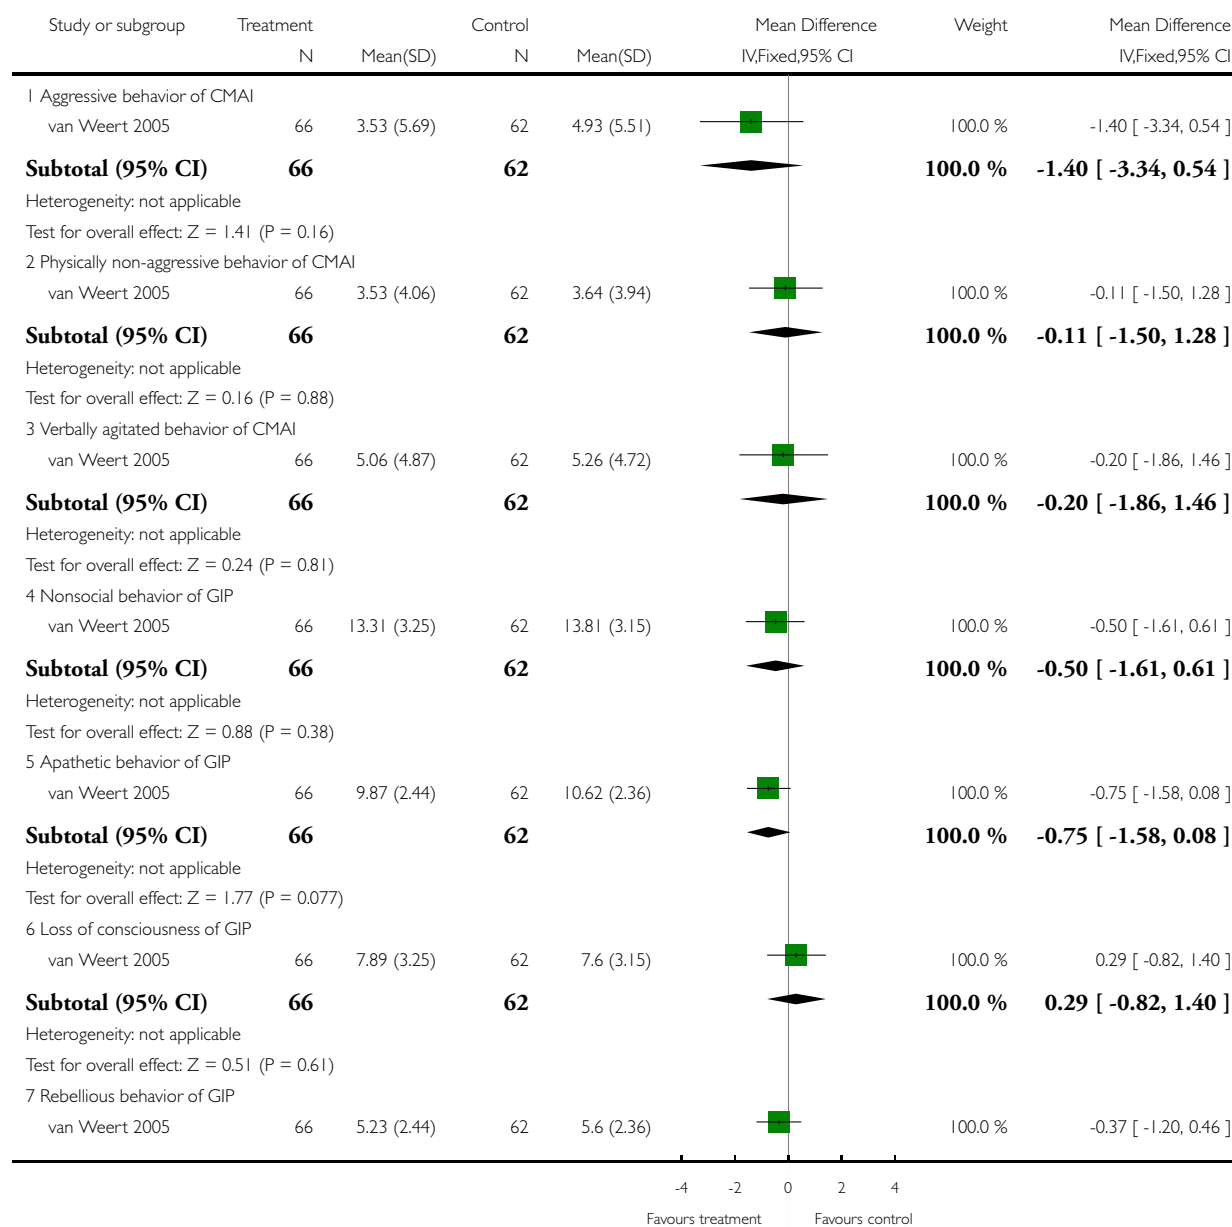 Study or subgroup Treatment Control Mean Difference Weight Mean Difference
N Mean(SD) N Mean(SD) IV,Fixed,95% CI IV,Fixed,95% CI
1 Aggressive behavior of CMAI
van Weert 2005 66 3.53 (5.69) 62 4.93 (5.51) 100.0 % -1.40 [ -3.34, 0.54 ]
Subtotal (95% CI) 66 62 100.0 % -1.40 [ -3.34, 0.54 ]
Heterogeneity: not applicable
Test for overall effect: Z = 1.41 (P = 0.16)
2 Physically non-aggressive behavior of CMAI
van Weert 2005 66 3.53 (4.06) 62 3.64 (3.94) 100.0 % -0.11 [ -1.50, 1.28 ]
Subtotal (95% CI) 66 62 100.0 % -0.11 [ -1.50, 1.28 ]
Heterogeneity: not applicable
Test for overall effect: Z = 0.16 (P = 0.88)
3 Verbally agitated behavior of CMAI
van Weert 2005 66 5.06 (4.87) 62 5.26 (4.72) 100.0 % -0.20 [ -1.86, 1.46 ]
Subtotal (95% CI) 66 62 100.0 % -0.20 [ -1.86, 1.46 ]
Heterogeneity: not applicable
Test for overall effect: Z = 0.24 (P = 0.81)
4 Nonsocial behavior of GIP
van Weert 2005 66 13.31 (3.25) 62 13.81 (3.15) 100.0 % -0.50 [ -1.61, 0.61 ]
Subtotal (95% CI) 66 62 100.0 % -0.50 [ -1.61, 0.61 ]
Heterogeneity: not applicable
Test for overall effect: Z = 0.88 (P = 0.38)
5 Apathetic behavior of GIP
van Weert 2005 66 9.87 (2.44) 62 10.62 (2.36) 100.0 % -0.75 [ -1.58, 0.08 ]
Subtotal (95% CI) 66 62 100.0 % -0.75 [ -1.58, 0.08 ]
Heterogeneity: not applicable
Test for overall effect: Z = 1.77 (P = 0.077)
6 Loss of consciousness of GIP
van Weert 2005 66 7.89 (3.25) 62 7.6 (3.15) 100.0 % 0.29 [ -0.82, 1.40 ]
Subtotal (95% CI) 66 62 100.0 % 0.29 [ -0.82, 1.40 ]
Heterogeneity: not applicable
Test for overall effect: Z = 0.51 (P = 0.61)
7 Rebellious behavior of GIP
van Weert 2005 66 5.23 (2.44) 62 5.6 (2.36) 100.0 % -0.37 [ -1.20, 0.46 ]
-4 -2 0 2 4
Favours treatment Favours control